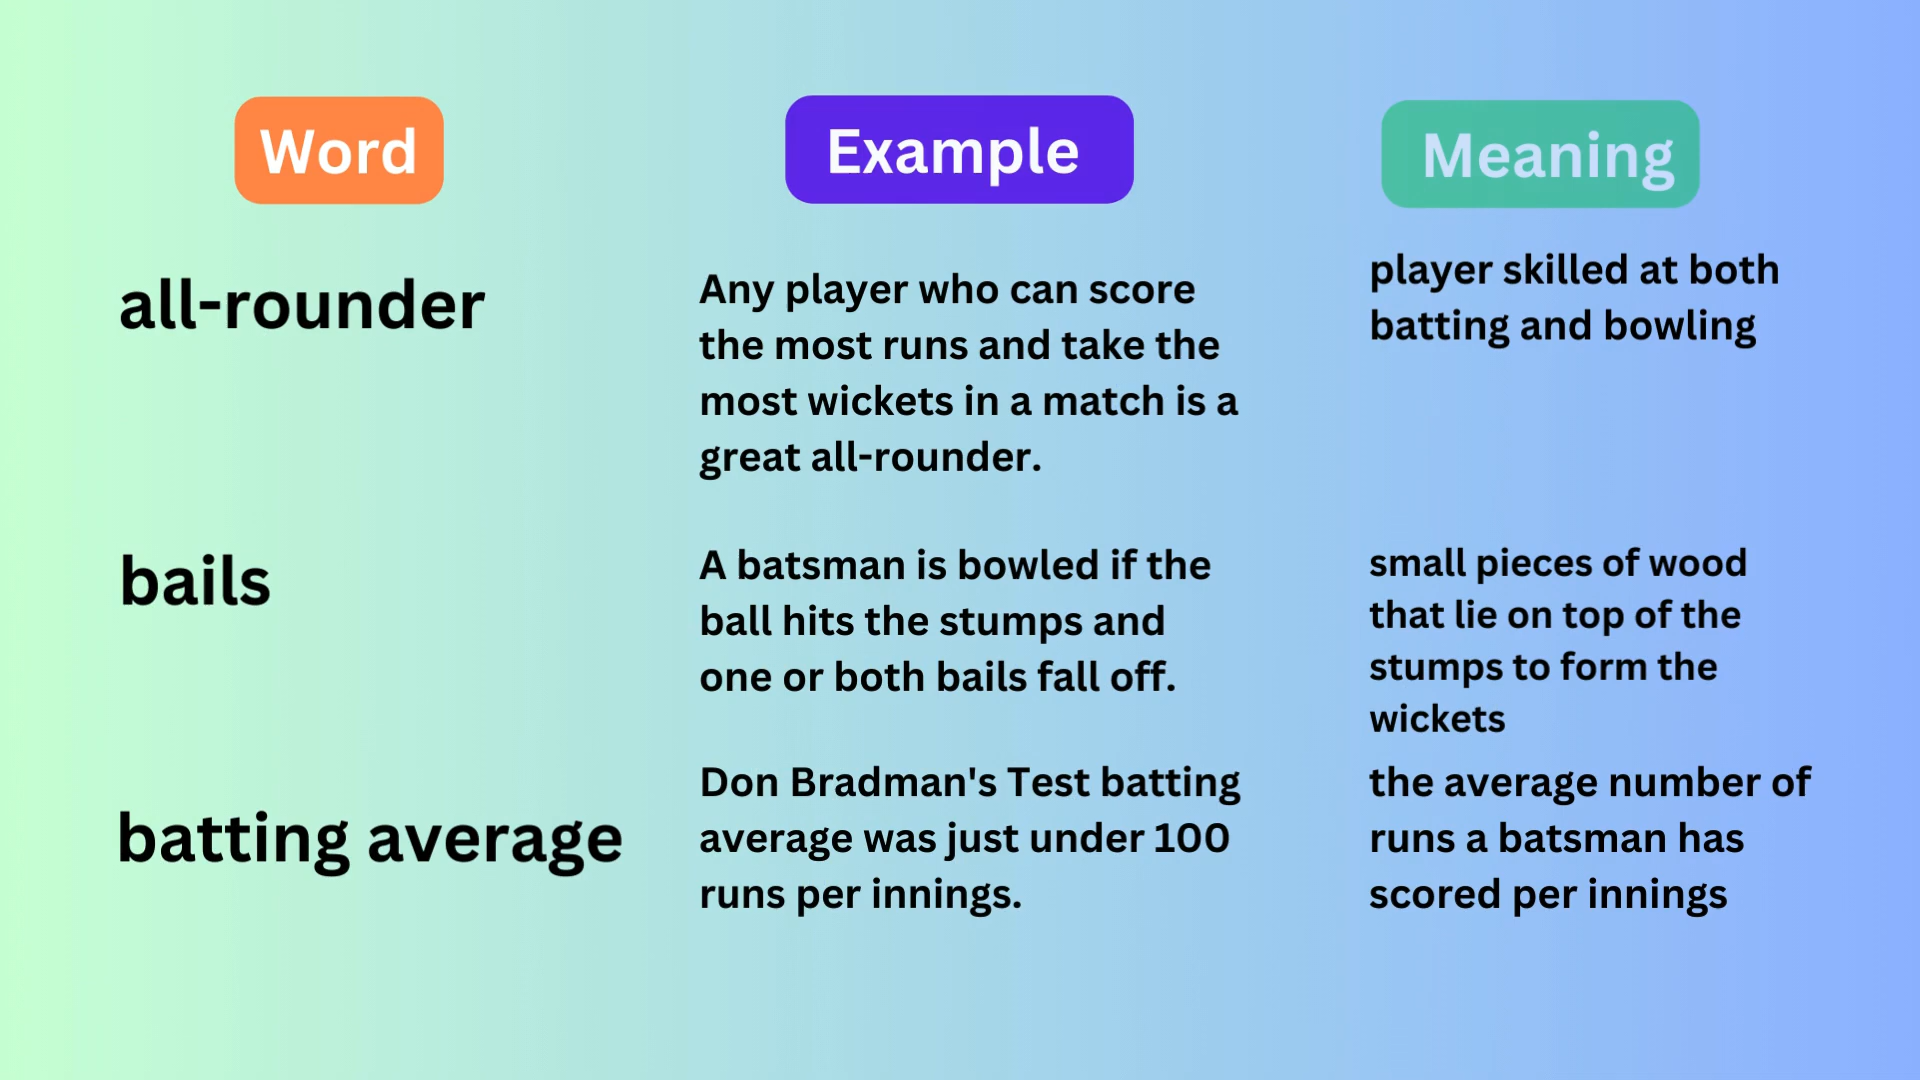 Word
Example
Meaning
all-rounder
Any player who can score
the most runs and take the
most wickets in a match is a
great all-rounder.
player skilled at both
batting and bowling
bails
A batsman is bowled if the
ball hits the stumps and
one or both bails fall off.
small pieces of wood
that lie on top of the
stumps to form the
wickets
batting average
Don Bradman's Test batting
average was just under 100
runs per innings.
the average number of
runs a batsman has
scored per innings